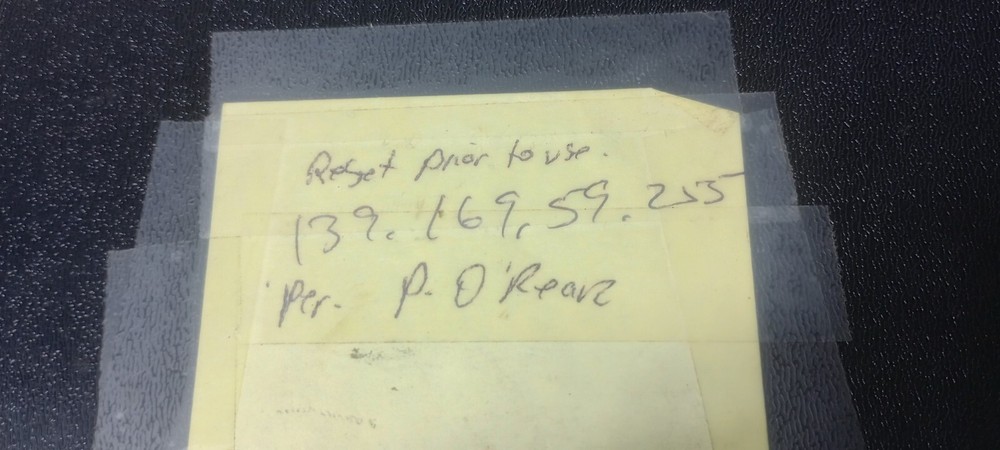 Reset prior to use.
139.169.59.255
Per. P. O'Rear